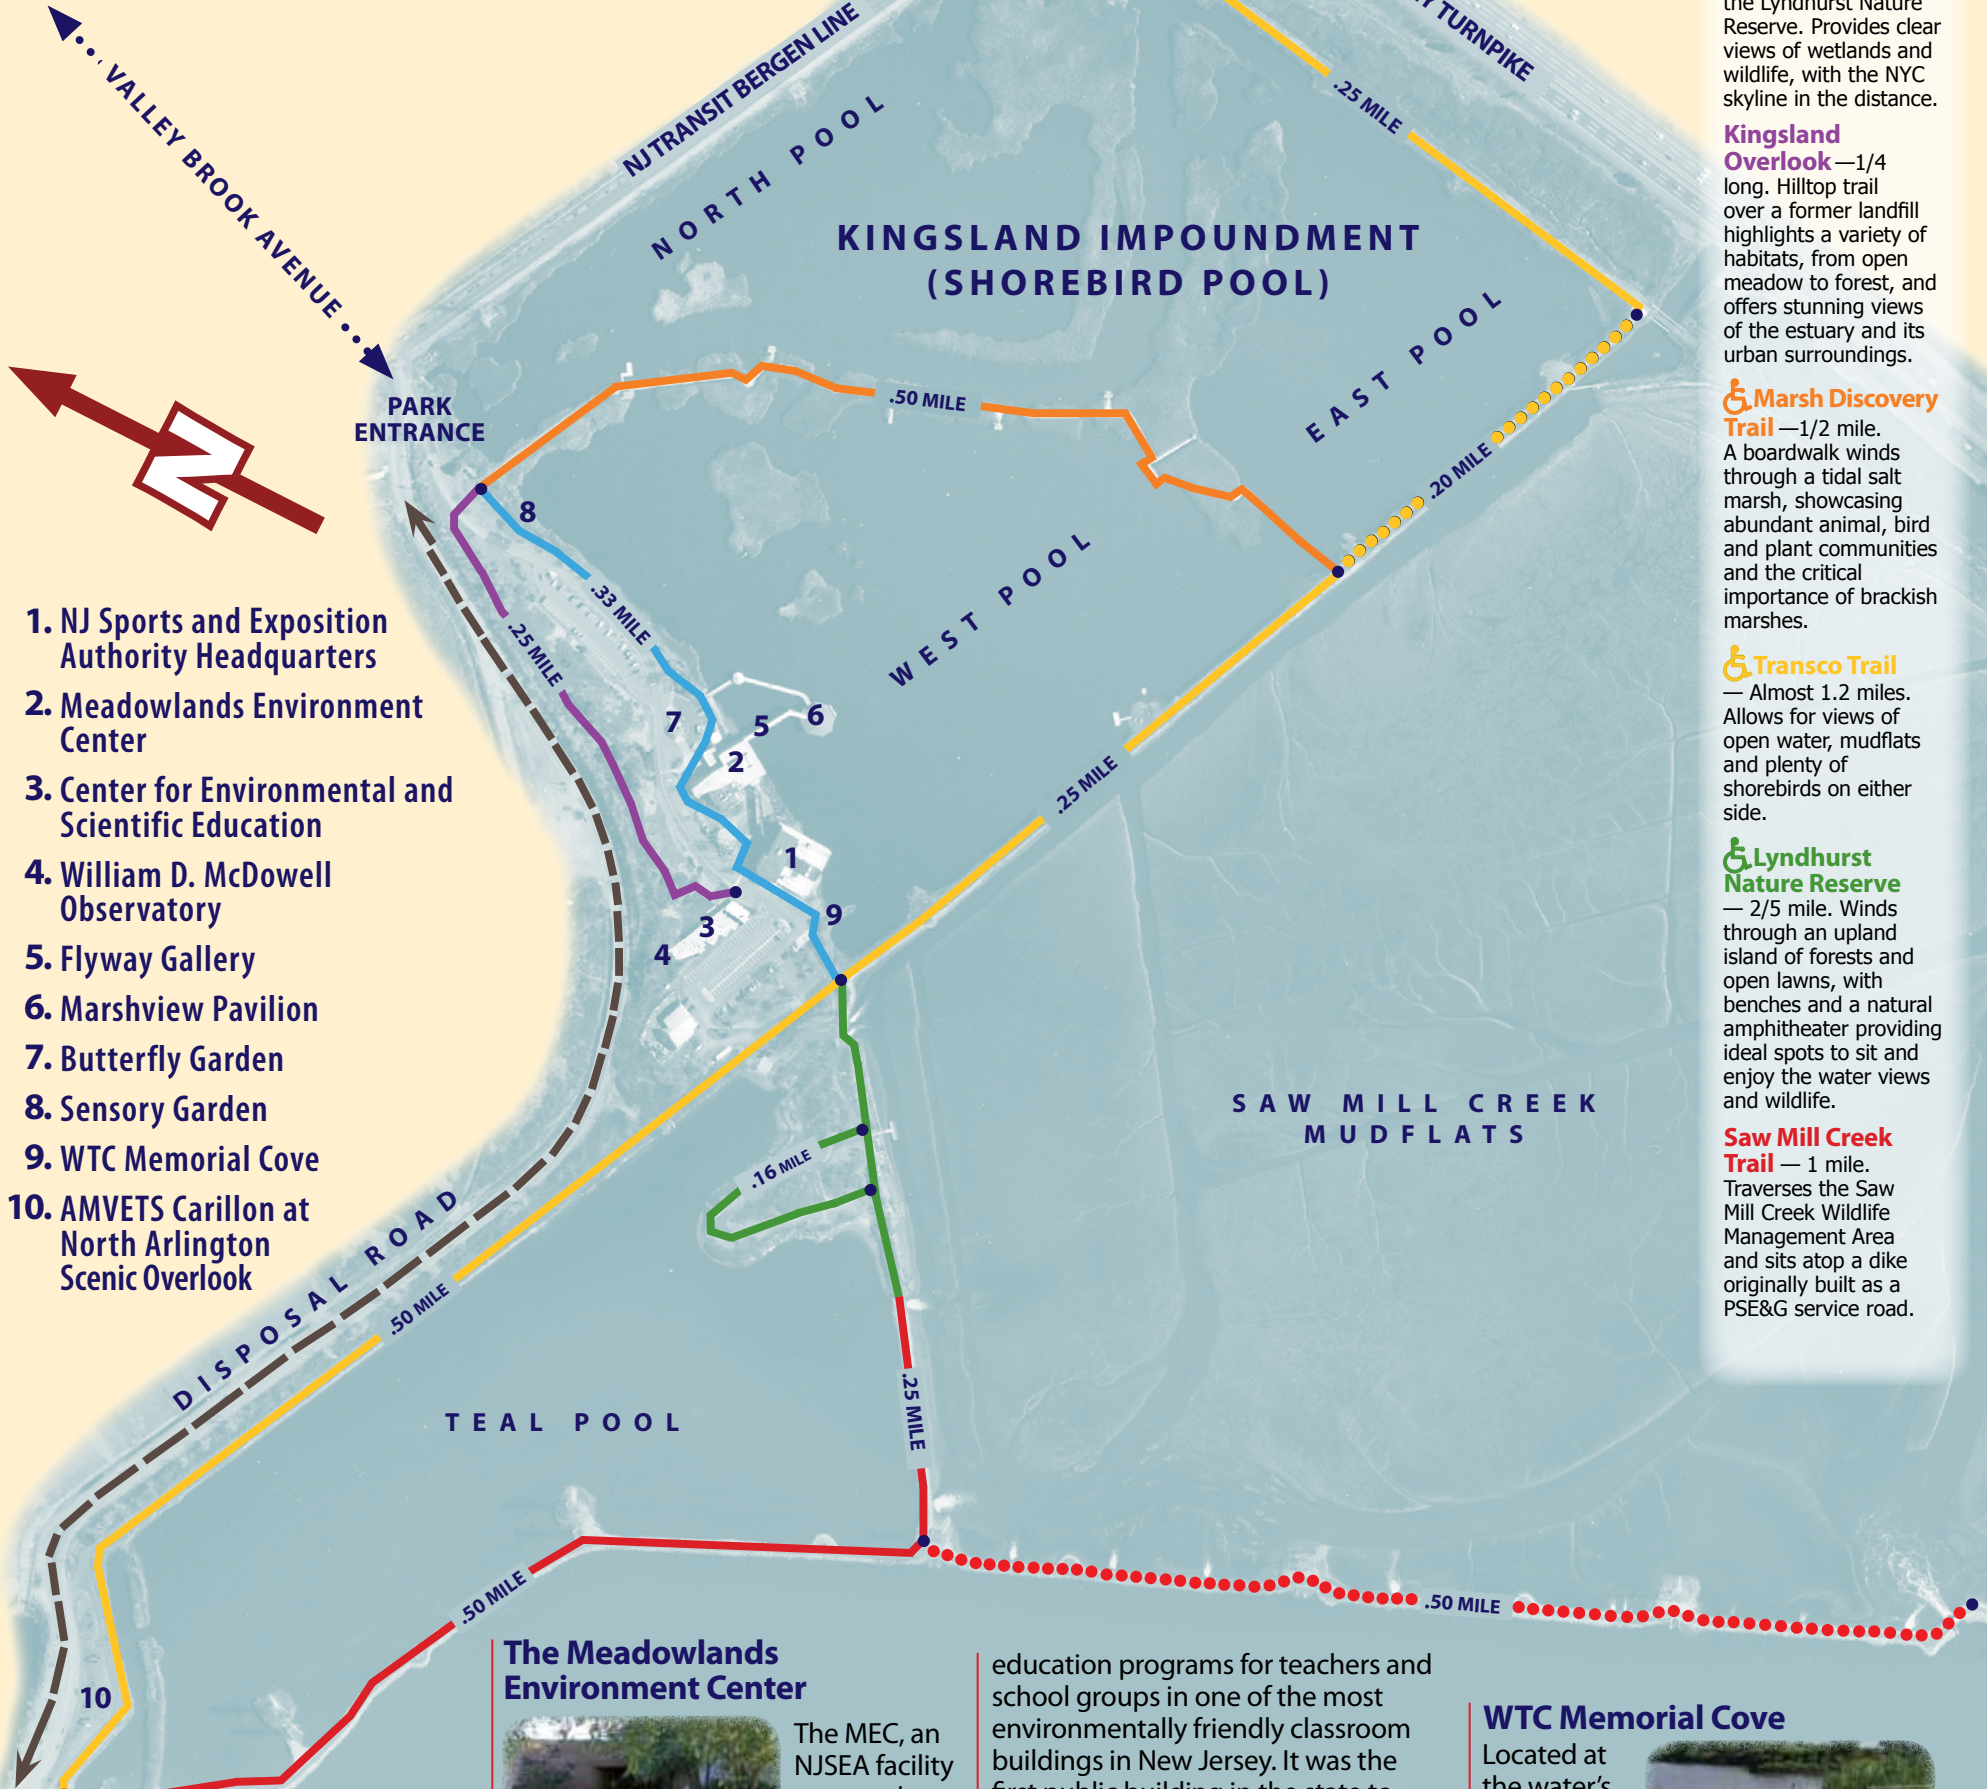 VALLEY BROOK AVENUE
NJ TRANSIT BERGEN LINE
TURNPIKE
.25 MILE
NORTH POOL
KINGSLAND IMPOUNDMENT
(SHOREBIRD POOL)
EAST POOL
.50 MILE
.20 MILE
PARK
ENTRANCE
N
8
.33 MILE
.25 MILE
WEST POOL
7
5
6
2
.25 MILE
1
9
3
4
1. NJ Sports and Exposition
Authority Headquarters
2. Meadowlands Environment
Center
3. Center for Environmental and
Scientific Education
4. William D. McDowell
Observatory
5. Flyway Gallery
6. Marshview Pavilion
7. Butterfly Garden
8. Sensory Garden
9. WTC Memorial Cove
10. AMVETS Carillon at
North Arlington
Scenic Overlook
DISPOSAL ROAD
.50 MILE
.16 MILE
SAW MILL CREEK
MUDFLATS
TEAL POOL
.25 MILE
.50 MILE
.50 MILE
10
the Lyndhurst Nature
Reserve. Provides clear
views of wetlands and
wildlife, with the NYC
skyline in the distance.
Kingsland
Overlook —1/4
long. Hilltop trail
over a former landfill
highlights a variety of
habitats, from open
meadow to forest, and
offers stunning views
of the estuary and its
urban surroundings.
Marsh Discovery
Trail —1/2 mile.
A boardwalk winds
through a tidal salt
marsh, showcasing
abundant animal, bird
and plant communities
and the critical
importance of brackish
marshes.
Transco Trail
— Almost 1.2 miles.
Allows for views of
open water, mudflats
and plenty of
shorebirds on either
side.
Lyndhurst
Nature Reserve
— 2/5 mile. Winds
through an upland
island of forests and
open lawns, with
benches and a natural
amphitheater providing
ideal spots to sit and
enjoy the water views
and wildlife.
Saw Mill Creek
Trail — 1 mile.
Traverses the Saw
Mill Creek Wildlife
Management Area
and sits atop a dike
originally built as a
PSE&G service road.
The Meadowlands
Environment Center
The MEC, an
NJSEA facility
education programs for teachers and
school groups in one of the most
environmentally friendly classroom
buildings in New Jersey. It was the
first public building in the state to
WTC Memorial Cove
Located at
the water's